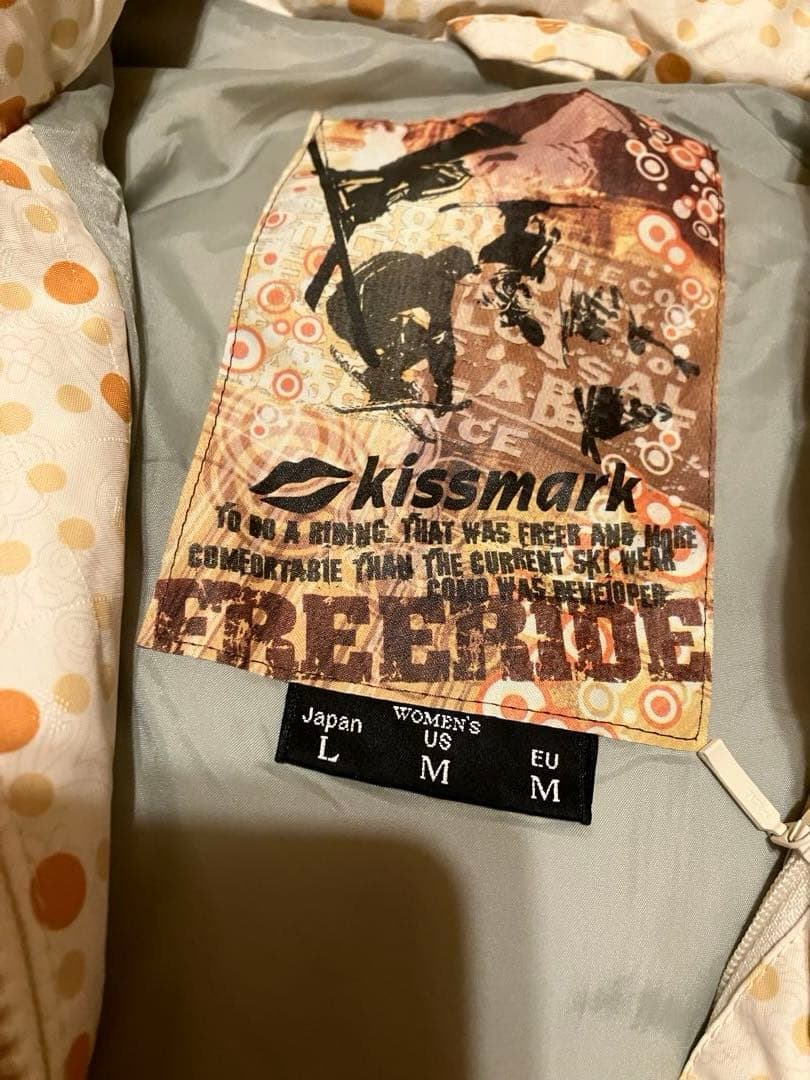 kissmark
TO DO A RIDING. THAT WAS FREER AND MORE
COMFORTABLE THAN THE CURRENT SKI WEAR
COMO WAS DEVELOPER
FREERIDE
Japan
L
WOMEN'S
US
M
EU
M